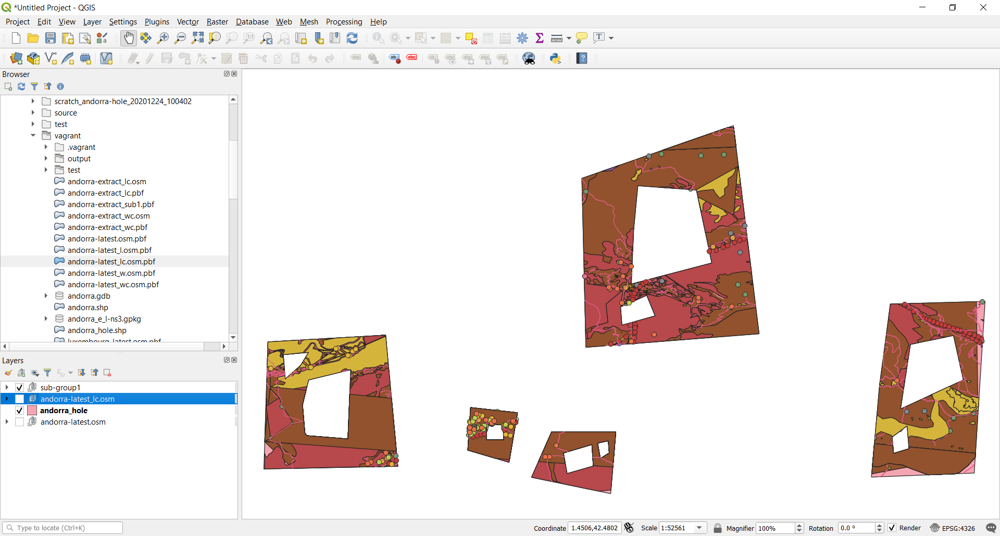 *Untitled Project - QGIS
Project Edit View Layer Settings Plugins Vector Raster Database Web Mesh Processing Help
Browser
scratch_andorra-hole_20201224_100402
source
test
vagrant
.vagrant
output
test
andorra-extract_lc.osm
andorra-extract_lc.pbf
andorra-extract_sub1.pbf
andorra-extract_wc.osm
andorra-extract_wc.pbf
andorra-latest.osm.pbf
andorra-latest_l.osm.pbf
andorra-latest_lc.osm.pbf
andorra-latest_w.osm.pbf
andorra-latest_wc.osm.pbf
andorra.gdb
andorra.shp
andorra_e_l-ns3.gpkg
andorra_hole.shp
luxembourg-latest.osm.pbf
Layers
sub-group1
andorra-latest_lc.osm
andorra_hole
andorra-latest.osm
Type to locate (Ctrl+K)
Coordinate 1.4506,42.4802 Scale 1:52561 Magnifier 100% Rotation 0.0 ° Render EPSG:4326